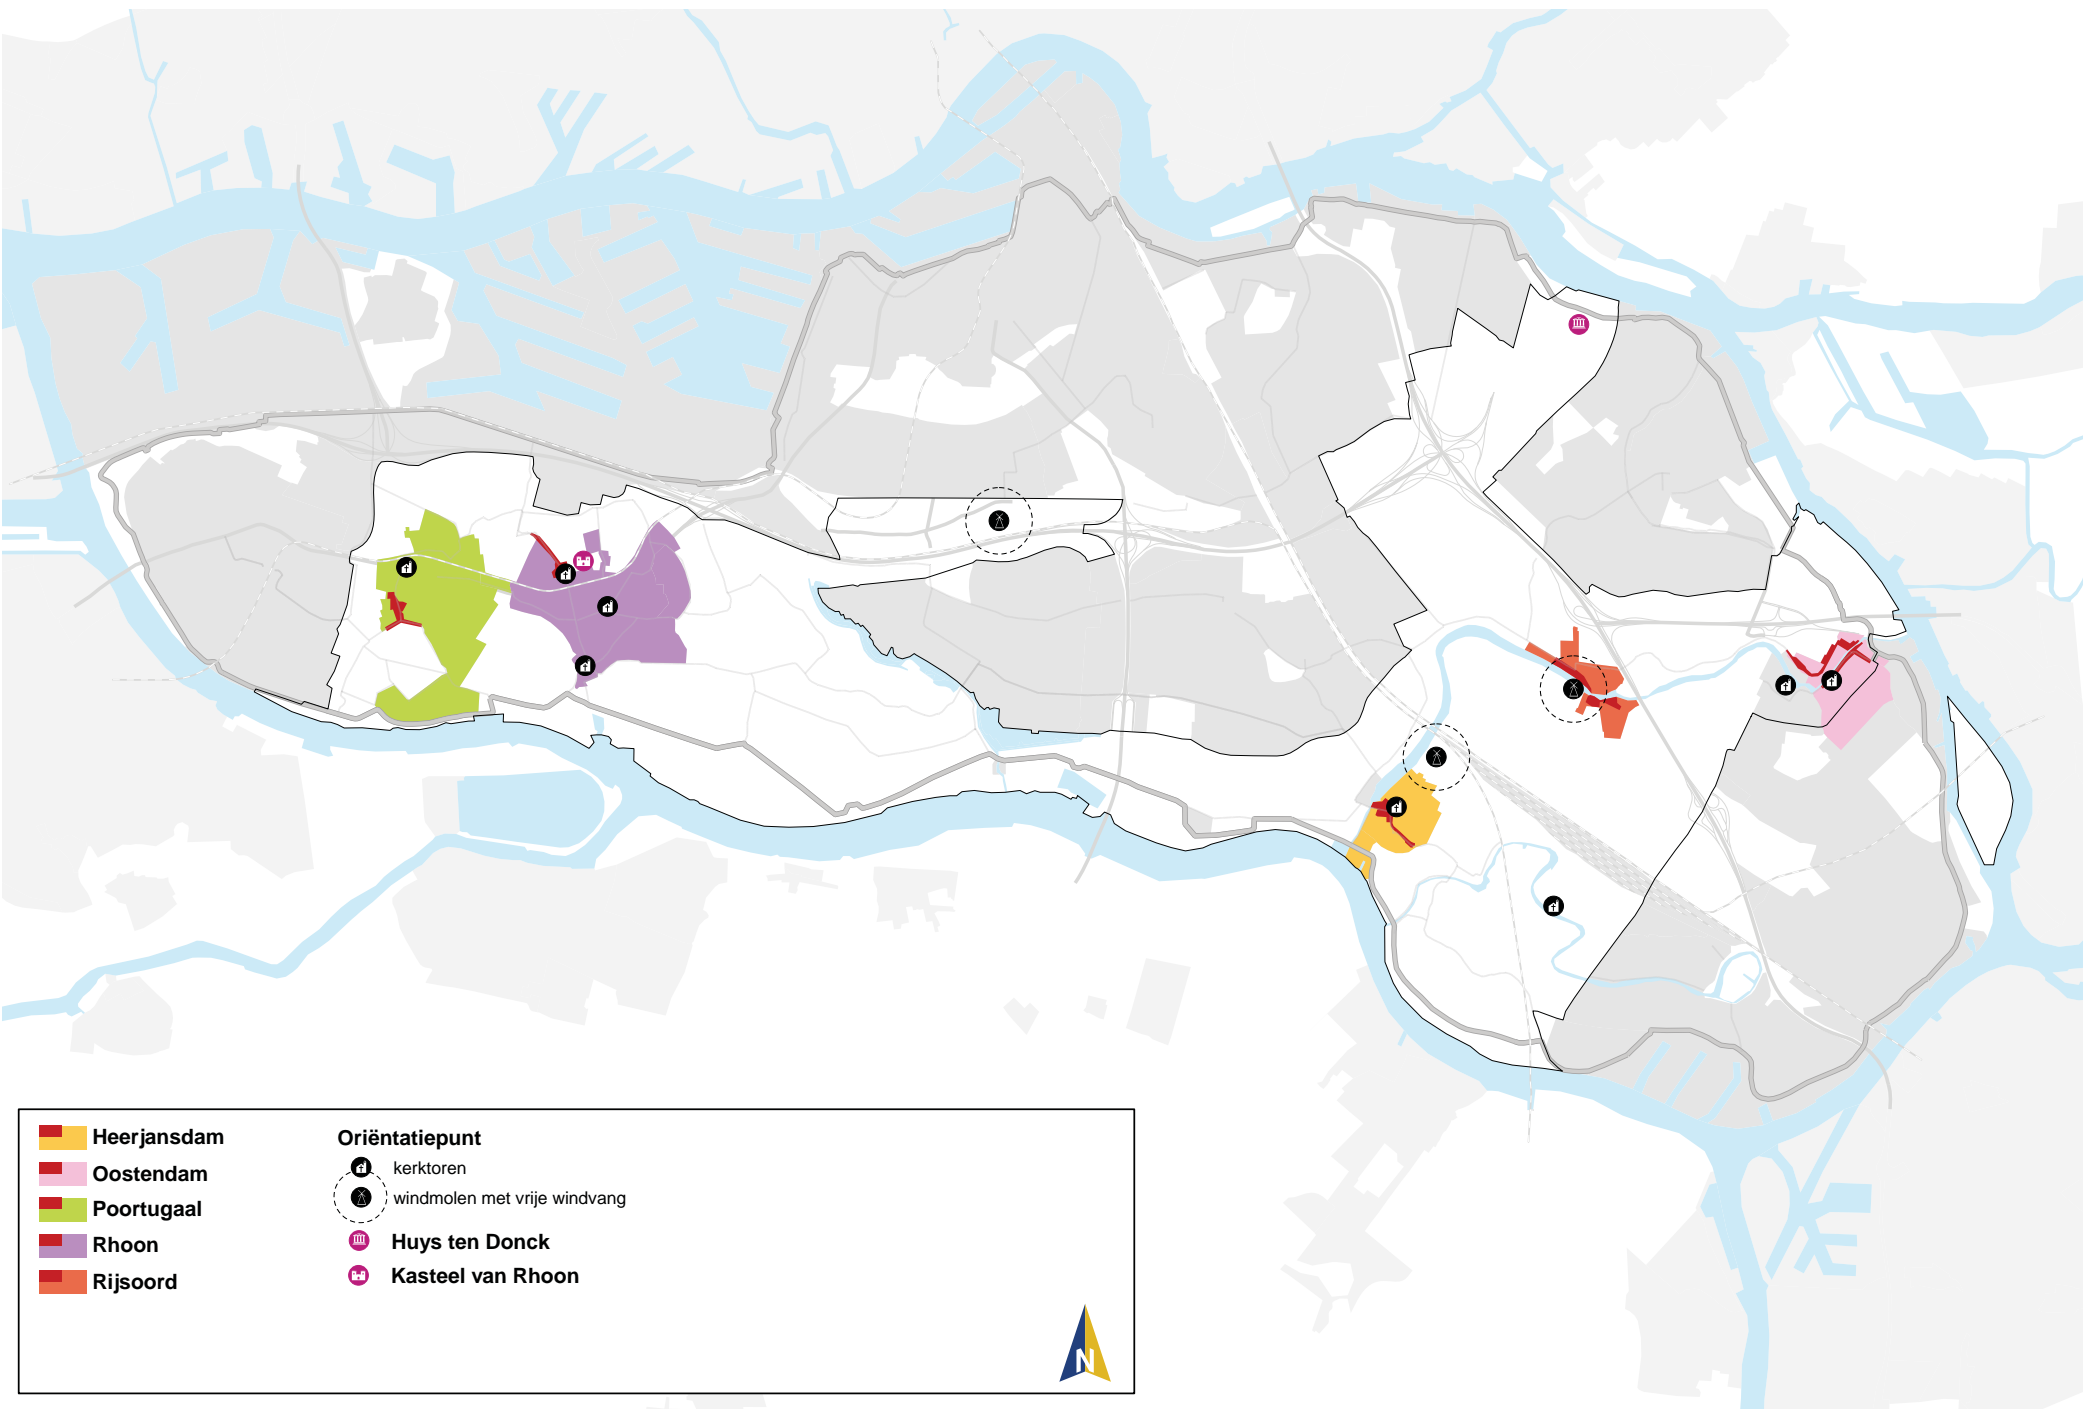 Heerjansdam
Oostendam
Poortugaal
Rhoon
Rijsoord
Oriëntatiepunt
kerktoren
windmolen met vrije windvang
Huys ten Donck
Kasteel van Rhoon
N